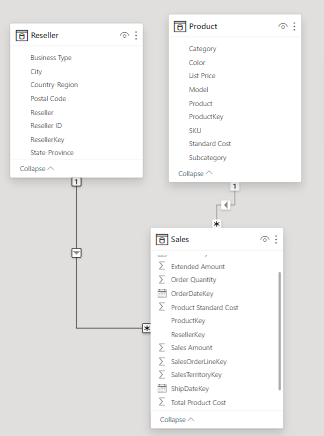 Reseller
Business Type
City
Country-Region
Postal Code
Reseller
Reseller ID
ResellerKey
State-Province
Collapse
Product
Category
Color
List Price
Model
Product
ProductKey
SKU
Standard Cost
Subcategory
Collapse
1
1
*
*
Sales
Extended Amount
Order Quantity
OrderDateKey
Product Standard Cost
ProductKey
ResellerKey
Sales Amount
SalesOrderLineKey
SalesTerritoryKey
ShipDateKey
Total Product Cost
Collapse